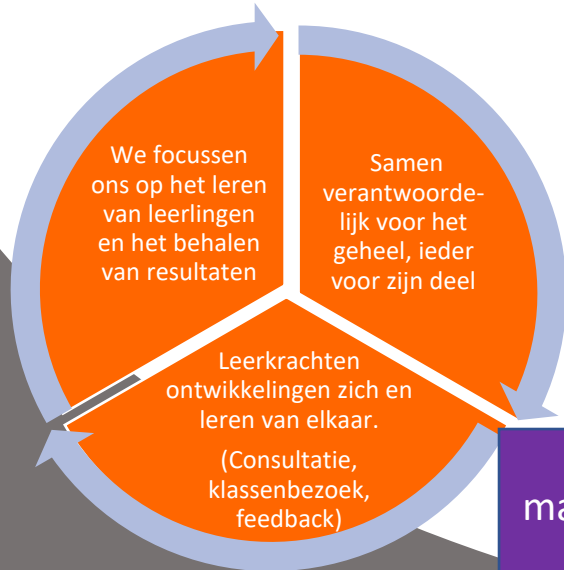 We focussen
ons op het leren
van leerlingen
en het behalen
van resultaten
Samen
verantwoorde-
lijk voor het
geheel, ieder
voor zijn deel
Leerkrachten
ontwikkelingen zich en
leren van elkaar.
(Consultatie,
klassenbezoek,
feedback)
ma